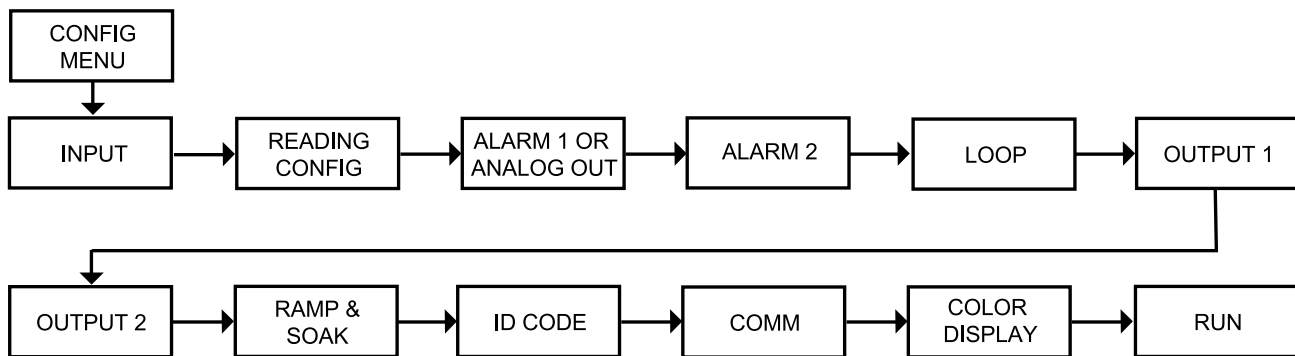 CONFIG
MENU
INPUT
READING
CONFIG
ALARM 1 OR
ANALOG OUT
ALARM 2
LOOP
OUTPUT 1
OUTPUT 2
RAMP &
SOAK
ID CODE
COMM
COLOR
DISPLAY
RUN